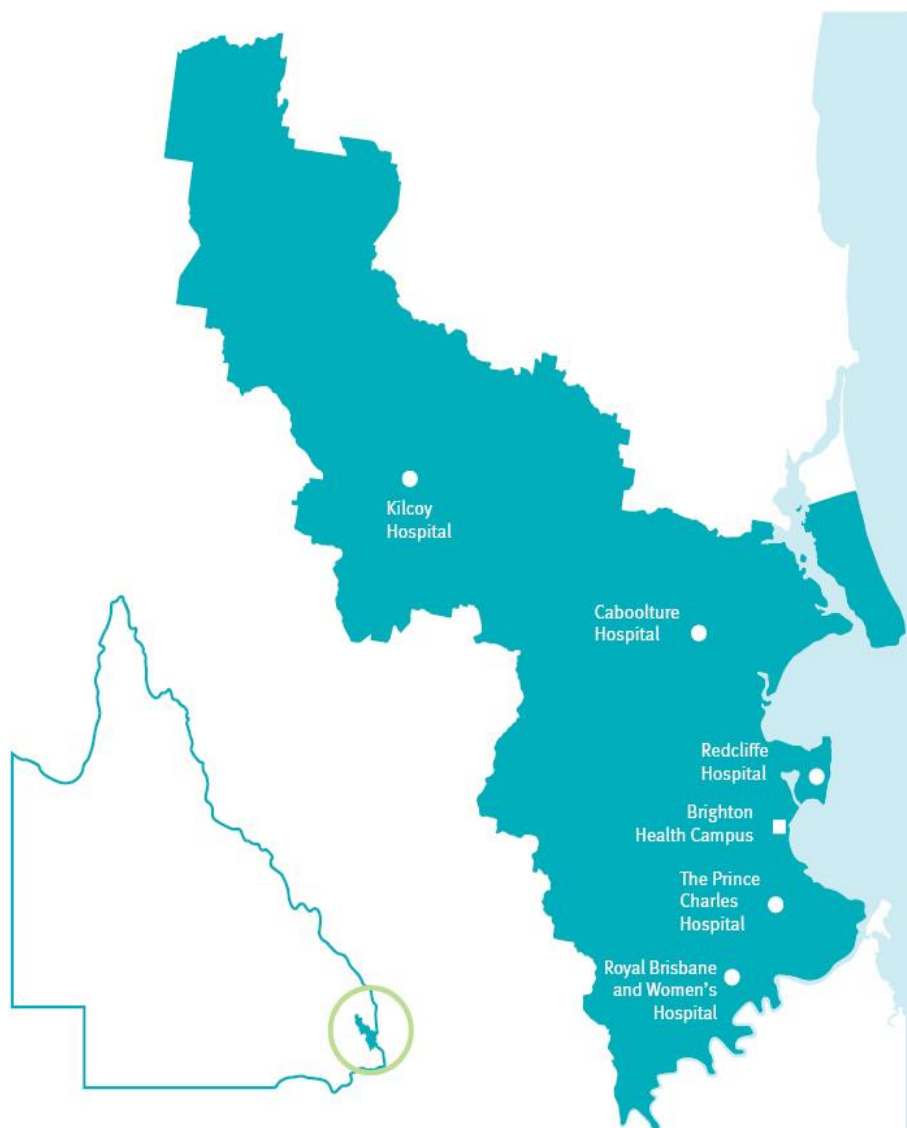 Kilcoy
Hospital
Caboolture
Hospital
Redcliffe
Hospital
Brighton
Health Campus
The Prince
Charles
Hospital
Royal Brisbane
and Women's
Hospital